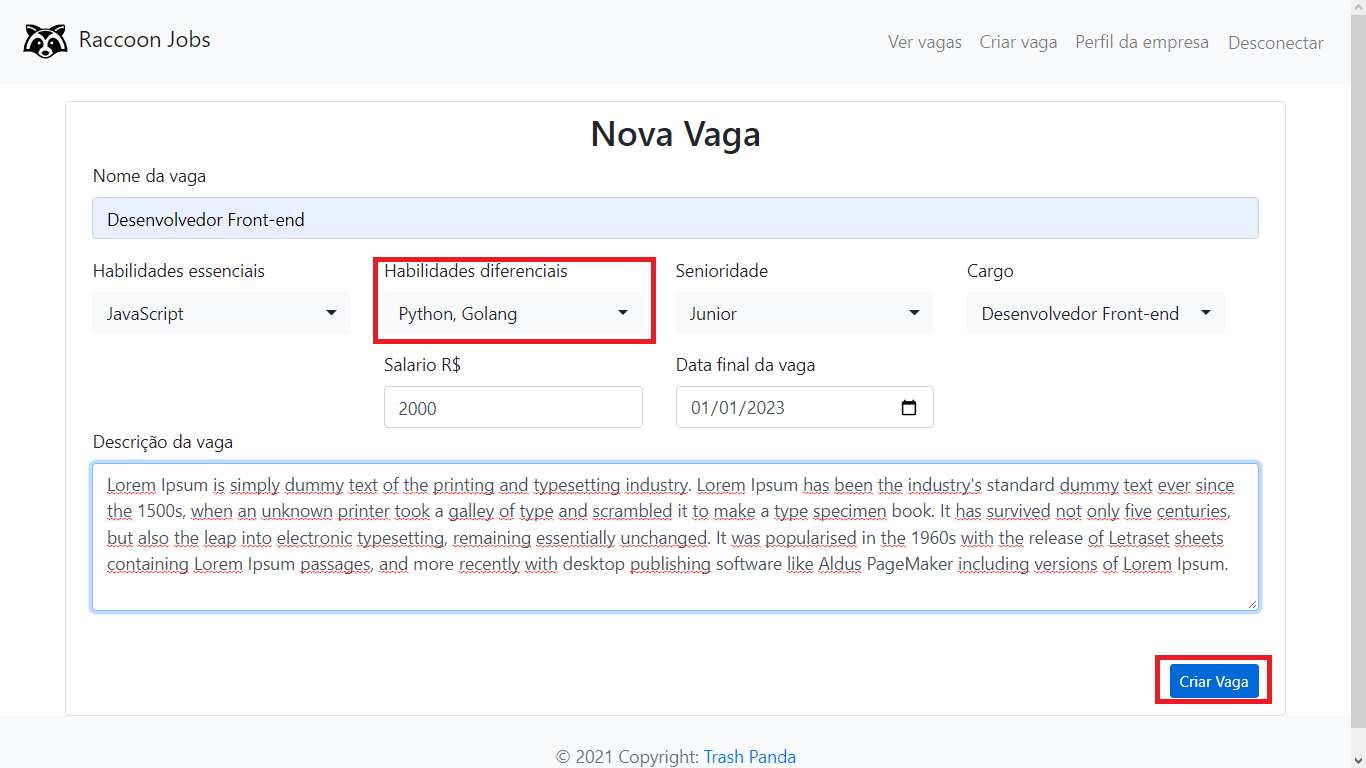 Raccoon Jobs
Ver vagas Criar vaga Perfil da empresa Desconectar
Nova Vaga
Nome da vaga
Desenvolvedor Front-end
Habilidades essenciais Habilidades diferenciais Senioridade Cargo
JavaScript Python, Golang Junior Desenvolvedor Front-end
Salario R$ Data final da vaga
2000 01/01/2023
Descrição da vaga
Lorem Ipsum is simply dummy text of the printing and typesetting industry. Lorem Ipsum has been the industry's standard dummy text ever since
the 1500s, when an unknown printer took a galley of type and scrambled it to make a type specimen book. It has survived not only five centuries,
but also the leap into electronic typesetting, remaining essentially unchanged. It was popularised in the 1960s with the release of Letraset sheets
containing Lorem Ipsum passages, and more recently with desktop publishing software like Aldus PageMaker including versions of Lorem Ipsum.
Criar Vaga
© 2021 Copyright: Trash Panda